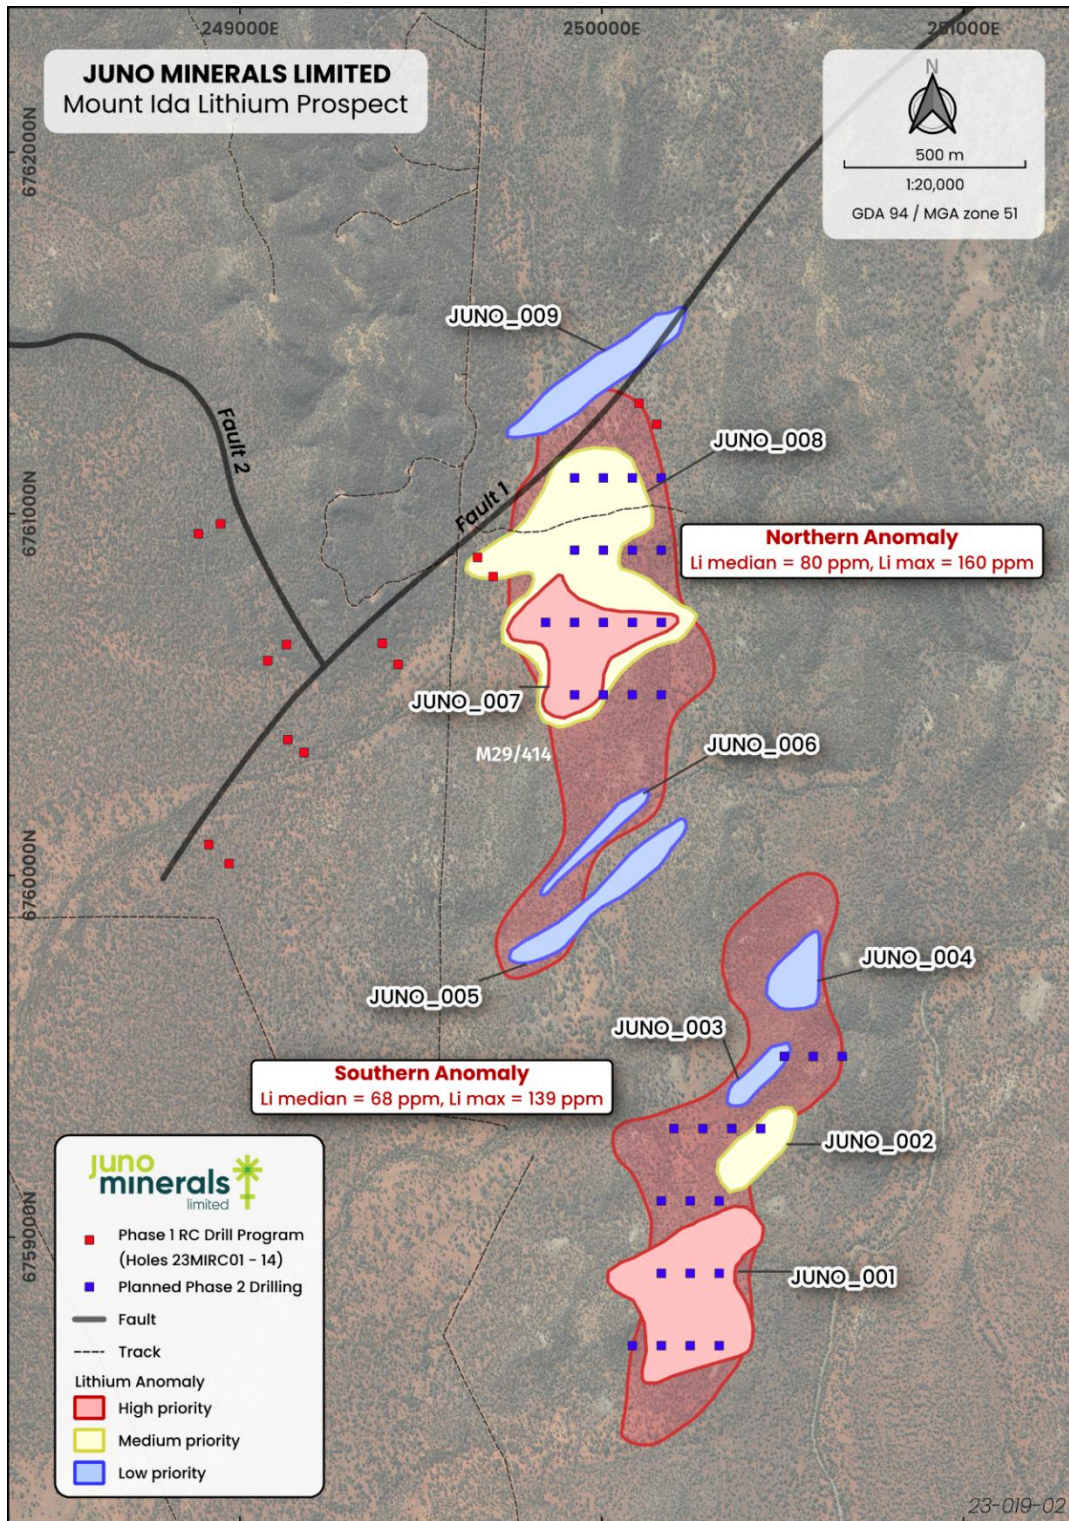 249000E
250000E
251000E
JUNO MINERALS LIMITED
Mount Ida Lithium Prospect
N
500 m
1:20,000
GDA 94 / MGA zone 51
6762000N
JUNO_009
Fault 2
JUNO_008
Fault 1
6761000N
Northern Anomaly
Li median = 80 ppm, Li max = 160 ppm
JUNO_007
M29/414
JUNO_006
6760000N
JUNO_004
JUNO_005
JUNO_003
Southern Anomaly
Li median = 68 ppm, Li max = 139 ppm
JUNO_002
6759000N
JUNO_001
juno
minerals
limited
Phase 1 RC Drill Program
(Holes 23MIRC01 - 14)
Planned Phase 2 Drilling
Fault
Track
Lithium Anomaly
High priority
Medium priority
Low priority
23-019-02